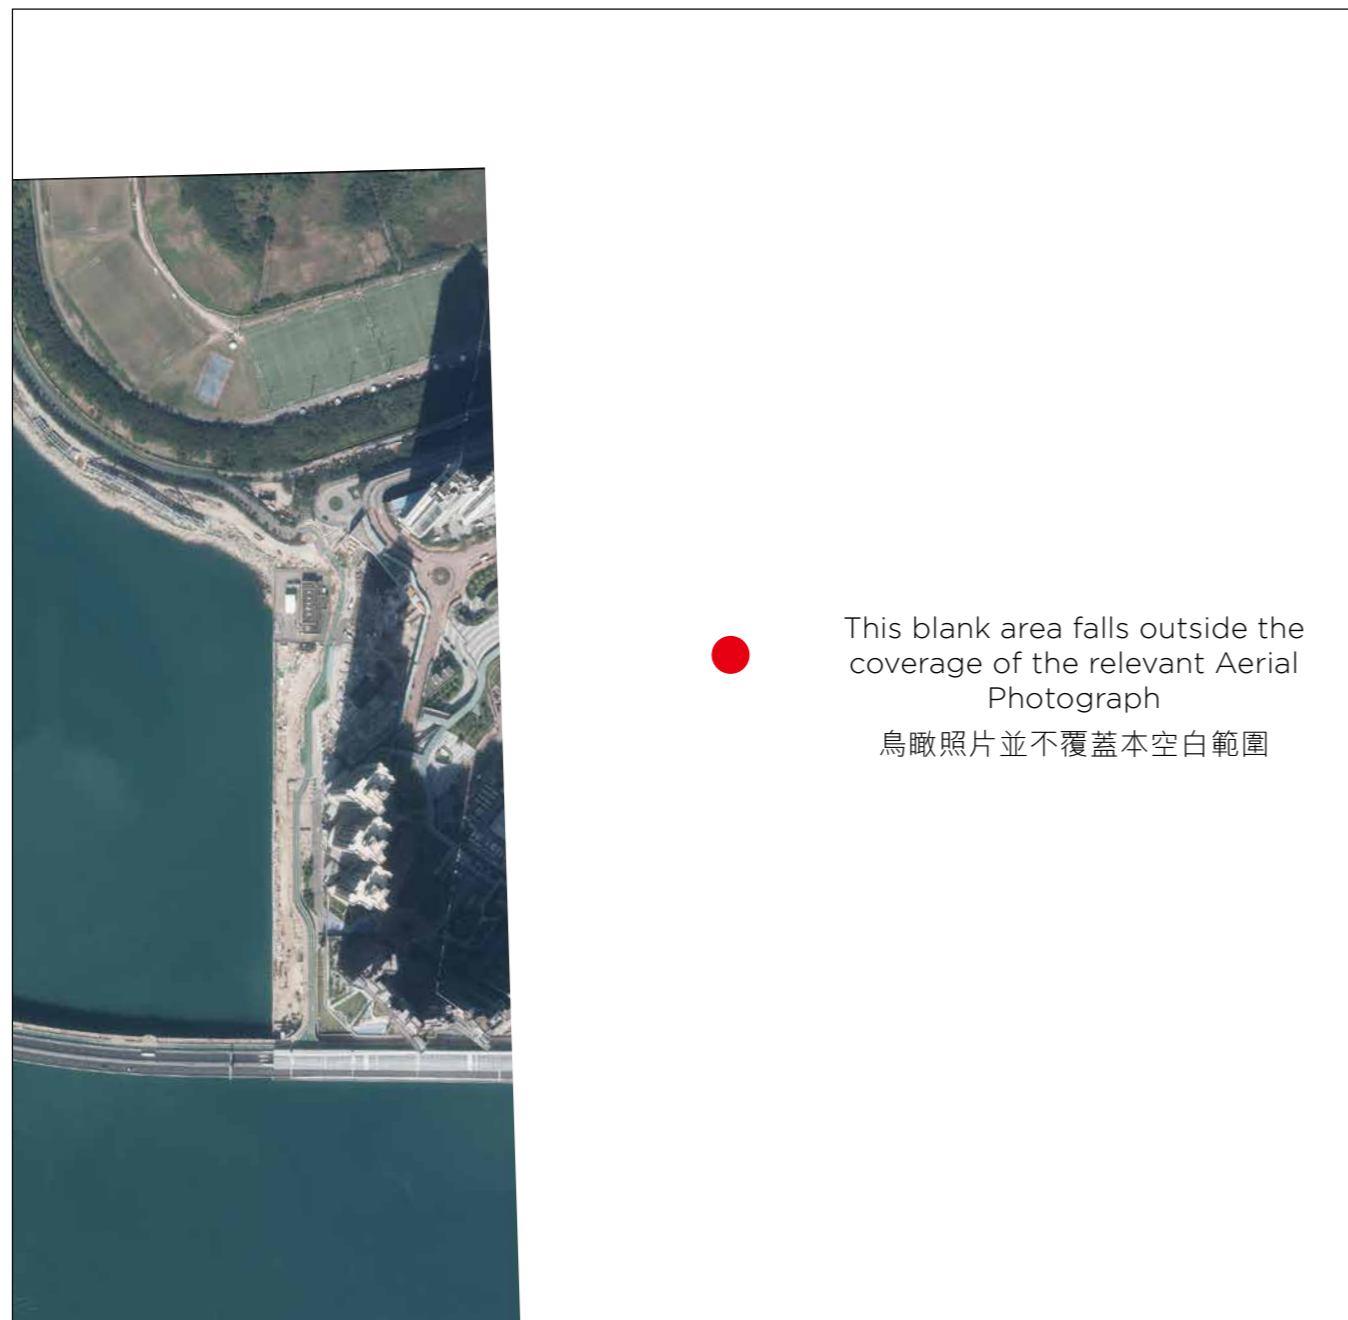 This blank area falls outside the
coverage of the relevant Aerial
Photograph
鳥瞰照片並不覆蓋本空白範圍